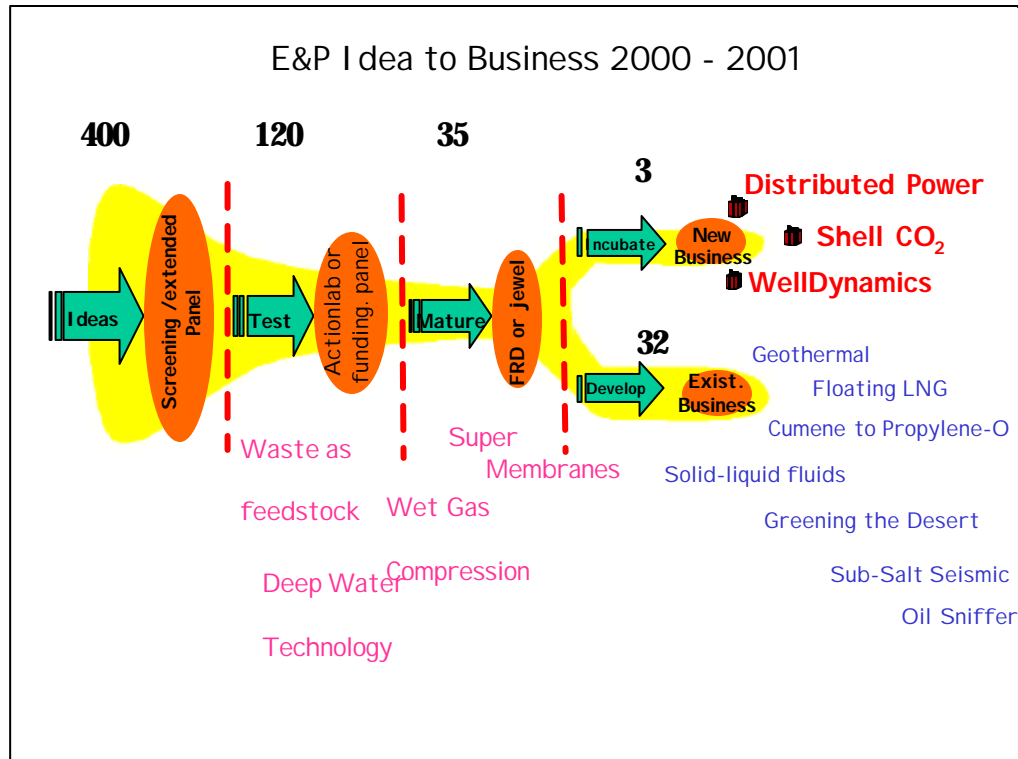 E&P Idea to Business 2000 - 2001
400
120
35
3
Distributed Power
Shell CO₂
WellDynamics
Ideas
Screening /extended
Panel
Test
Actionlab or
funding. panel
Mature
FRD or jewel
Incubate
New
Business
32
Develop
Exist.
Business
Geothermal
Floating LNG
Cumene to Propylene-O
Solid-liquid fluids
Greening the Desert
Sub-Salt Seismic
Oil Sniffer
Waste as
feedstock
Deep Water
Technology
Super
Membranes
Wet Gas
Compression